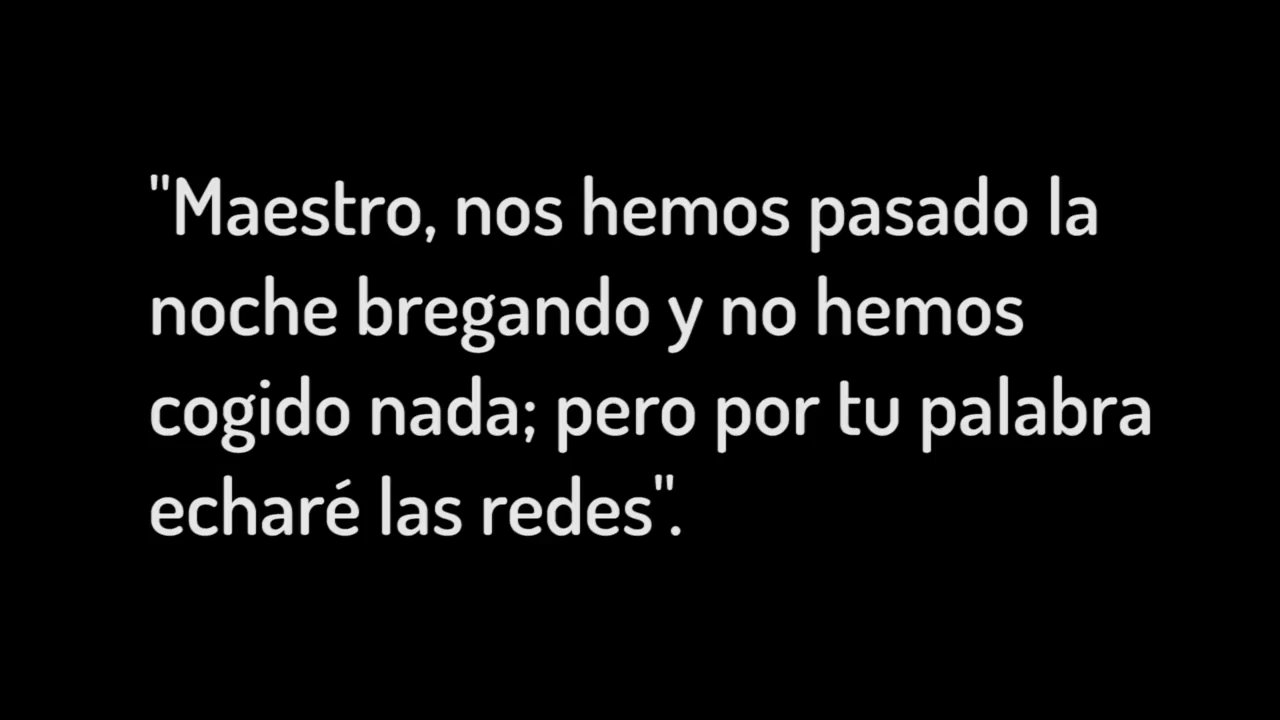 "Maestro, nos hemos pasado la
noche bregando y no hemos
cogido nada; pero por tu palabra
echaré las redes".